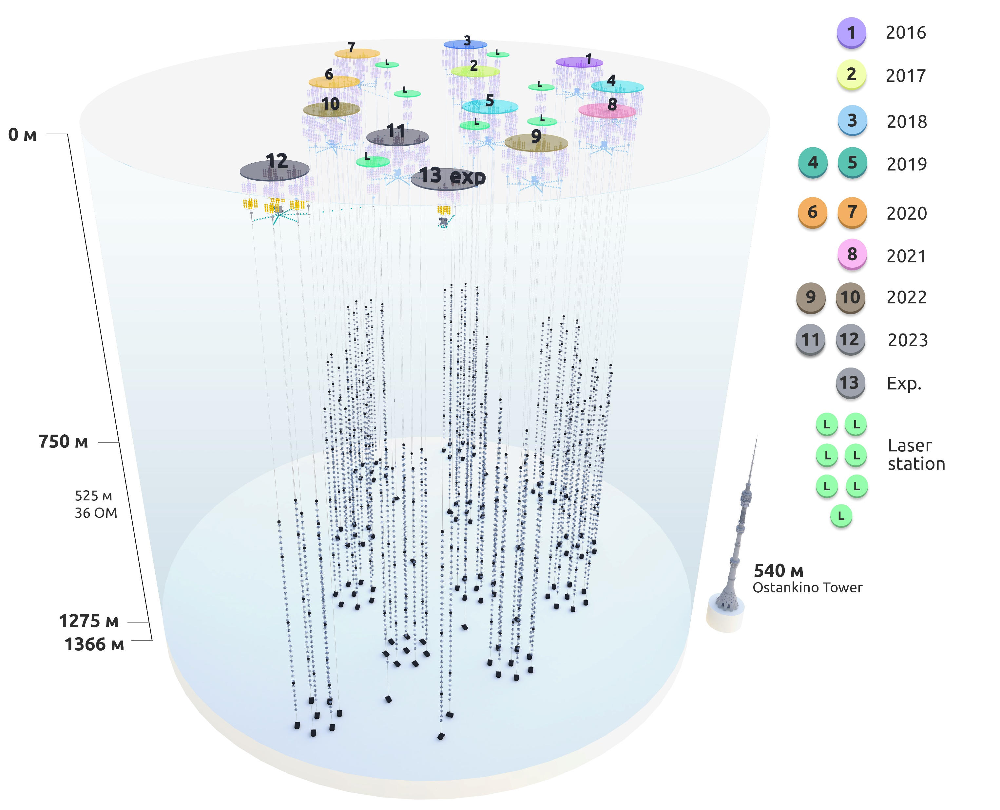 7
3
L
L
1
2
6
4
L
L
10
5
8
L
L
11
9
12
L
13 exp
0 м
750 м
525 м
36 ОМ
1275 м
1366 м
540 м
Ostankino Tower
1 2016
2 2017
3 2018
4 5 2019
6 7 2020
8 2021
9 10 2022
11 12 2023
13 Exp.
L L
L L
L L
L
Laser
station